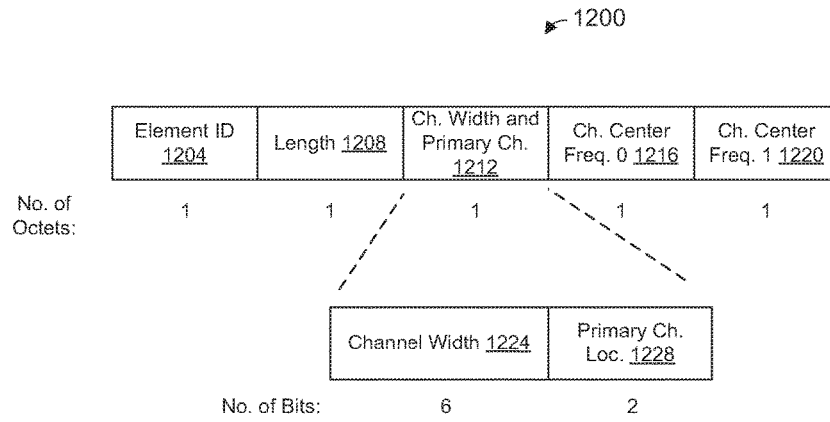 1200
Element ID 1204
Length 1208
Ch. Width and Primary Ch. 1212
Ch. Center Freq. 0 1216
Ch. Center Freq. 1 1220
No. of Octets:
1 1 1 1 1
Channel Width 1224
Primary Ch. Loc. 1228
No. of Bits: 6 2